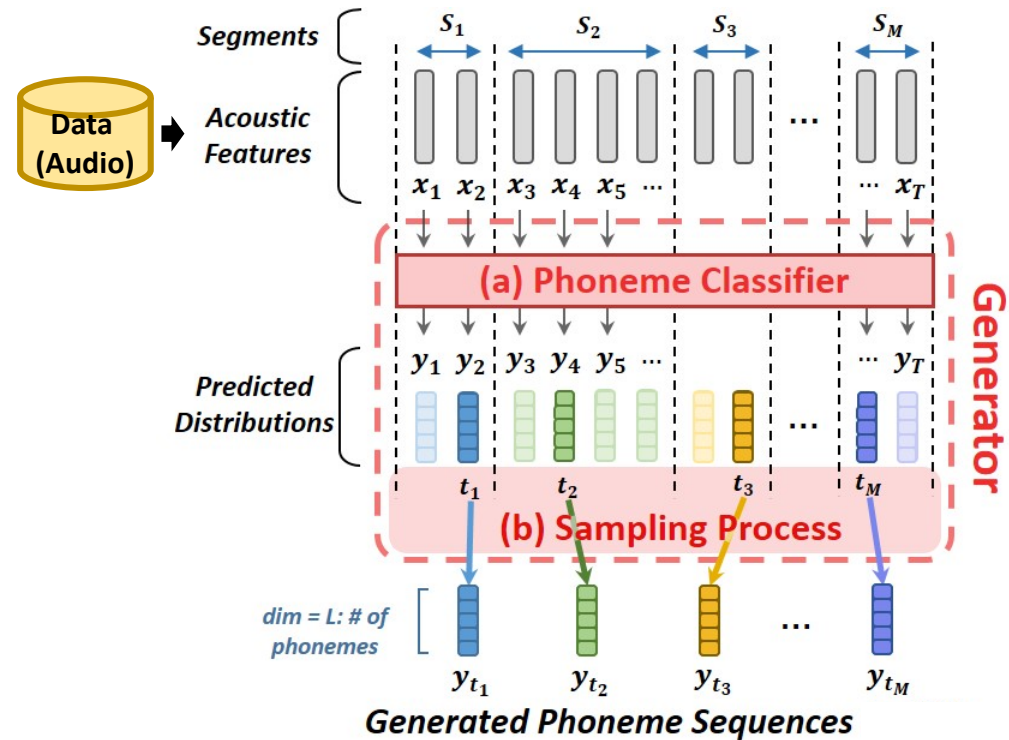 Segments
S1 S2 S3 SM
Data
(Audio)
Acoustic
Features
...
x1 x2 x3 x4 x5 ... ... xT
(a) Phoneme Classifier
Generator
y1 y2 y3 y4 y5 ... ... yT
Predicted
Distributions
...
t1 t2 t3 tM
(b) Sampling Process
dim = L: # of
phonemes
...
yt1 yt2 yt3 ytM
Generated Phoneme Sequences